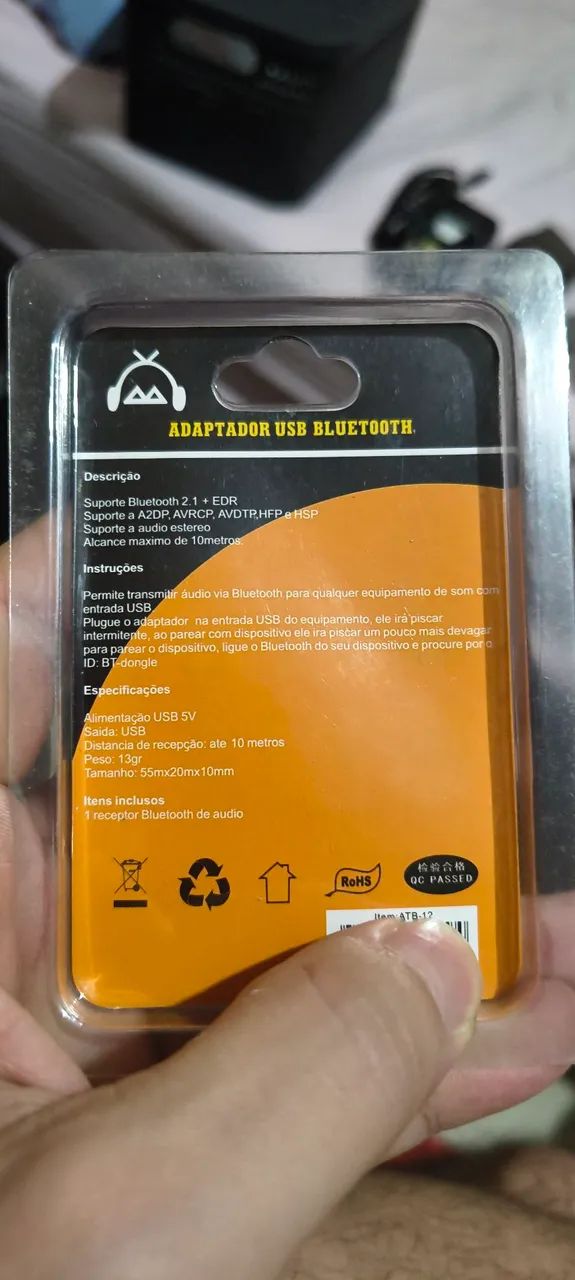 ADAPTADOR USB BLUETOOTH
Descrição
Suporte Bluetooth 2.1 + EDR
Suporte a A2DP, AVRCP, AVDTP,HFP e HSP
Suporte a audio estereo
Alcance maximo de 10metros.
Instruções
Permite transmitir áudio via Bluetooth para qualquer equipamento de som com
entrada USB.
Plugue o adaptador na entrada USB do equipamento, ele irá piscar
intermitente, ao parear com dispositivo ele ira piscar um pouco mais devagar
para parear o dispositivo, ligue o Bluetooth do seu dispositivo e procure por o
ID: BT-dongle
Especificações
Alimentação USB 5V
Saida: USB
Distancia de recepção: ate 10 metros
Peso: 13gr
Tamanho: 55mx20mx10mm
Itens inclusos
1 receptor Bluetooth de audio
RoHS
检验合格
QC PASSED
Item:ATB-12